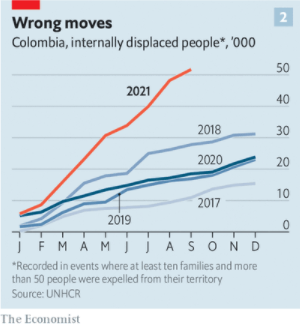 2
Wrong moves
Colombia, internally displaced people*, '000
50
2021
40
2018
30
2020
20
2017
10
2019
0
J F M A M J J A S O N D
*Recorded in events where at least ten families and more
than 50 people were expelled from their territory
Source: UNHCR
The Economist